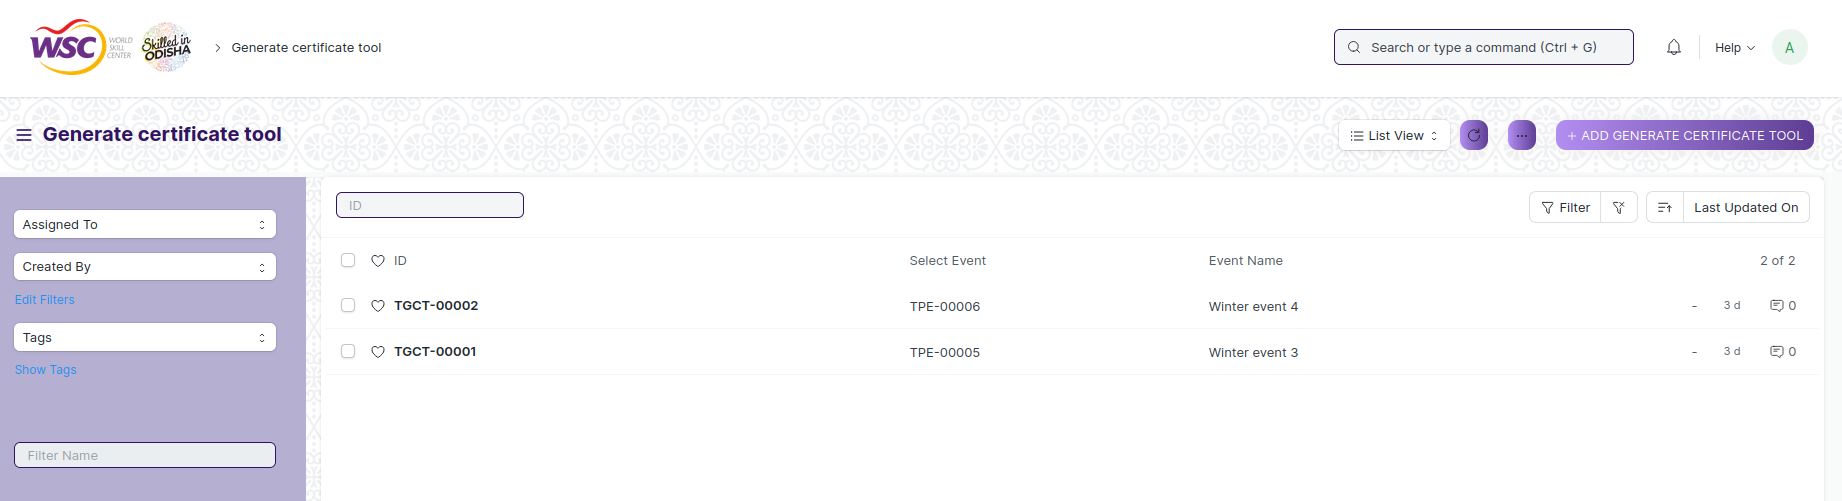 WSC WORLD SKILL CENTER
Skilled in ODISHA
Generate certificate tool
Search or type a command (Ctrl + G)
Help
A
Generate certificate tool
List View
...
+ ADD GENERATE CERTIFICATE TOOL
Assigned To
Created By
Edit Filters
Tags
Show Tags
Filter Name
ID
Filter
Last Updated On
ID Select Event Event Name 2 of 2
TGCT-00002 TPE-00006 Winter event 4 - 3 d 0
TGCT-00001 TPE-00005 Winter event 3 - 3 d 0